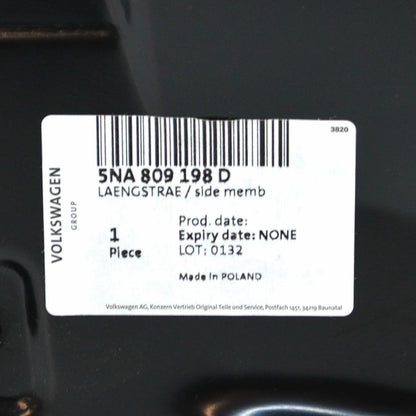 3820
VOLKSWAGEN
GROUP
5NA 809 198 D
LAENGSTRAE / side memb
Prod. date:
1 Expiry date: NONE
Piece LOT: 0132
Made in POLAND
Volkswagen AG, Konzern Vertrieb Original Teile und Service, Postfach 1451, 34219 Baunatal